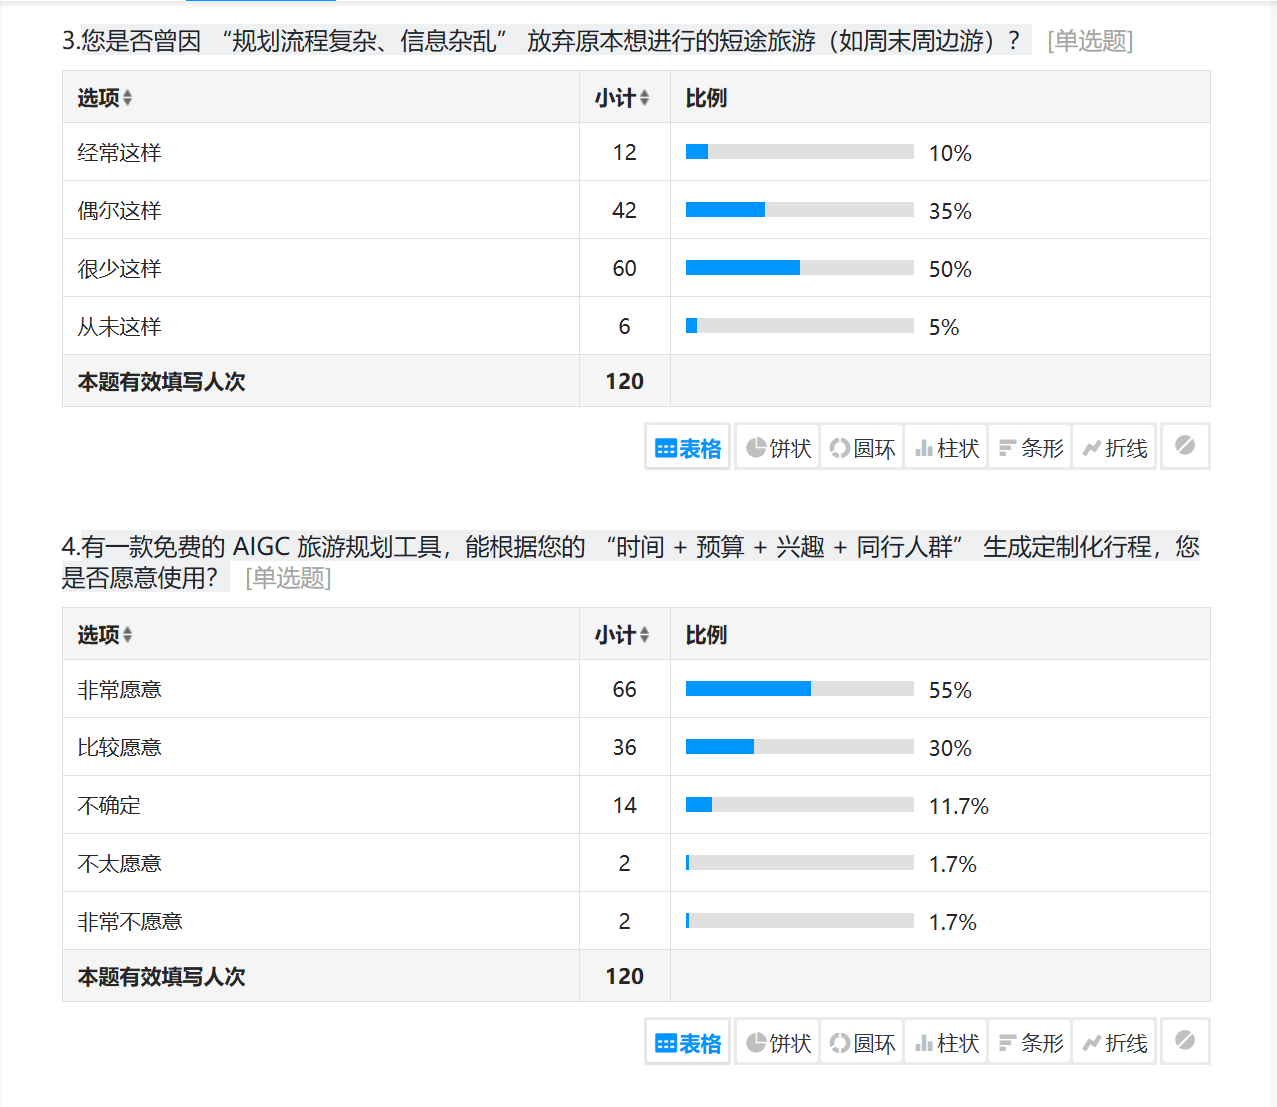 3.您是否曾因 “规划流程复杂、信息杂乱” 放弃原本想进行的短途旅游（如周末周边游）？ [单选题]
选项 小计 比例
经常这样 12 10%
偶尔这样 42 35%
很少这样 60 50%
从未这样 6 5%
本题有效填写人次 120
表格 饼状 圆环 柱状 条形 折线
4.有一款免费的 AIGC 旅游规划工具，能根据您的 “时间 + 预算 + 兴趣 + 同行人群” 生成定制化行程，您
是否愿意使用？ [单选题]
选项 小计 比例
非常愿意 66 55%
比较愿意 36 30%
不确定 14 11.7%
不太愿意 2 1.7%
非常不愿意 2 1.7%
本题有效填写人次 120
表格 饼状 圆环 柱状 条形 折线